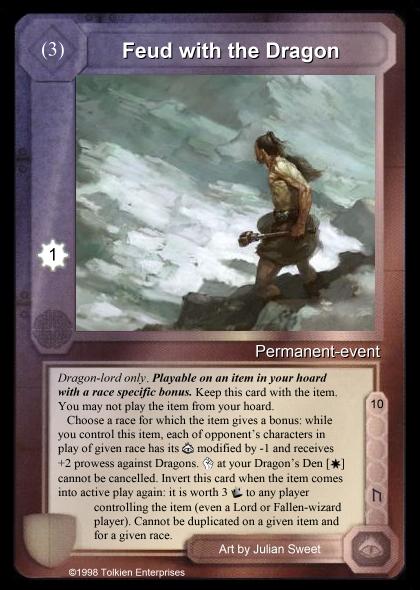 (3)
Feud with the Dragon
1
Permanent-event
Dragon-lord only. Playable on an item in your hoard
with a race specific bonus. Keep this card with the item.
You may not play the item from your hoard.
Choose a race for which the item gives a bonus: while
you control this item, each of opponent's characters in
play of given race has its modified by -1 and receives
+2 prowess against Dragons. at your Dragon's Den [✷]
cannot be cancelled. Invert this card when the item comes
into active play again: it is worth 3 to any player
controlling the item (even a Lord or Fallen-wizard
player). Cannot be duplicated on a given item and
for a given race.
10
Art by Julian Sweet
©1998 Tolkien Enterprises